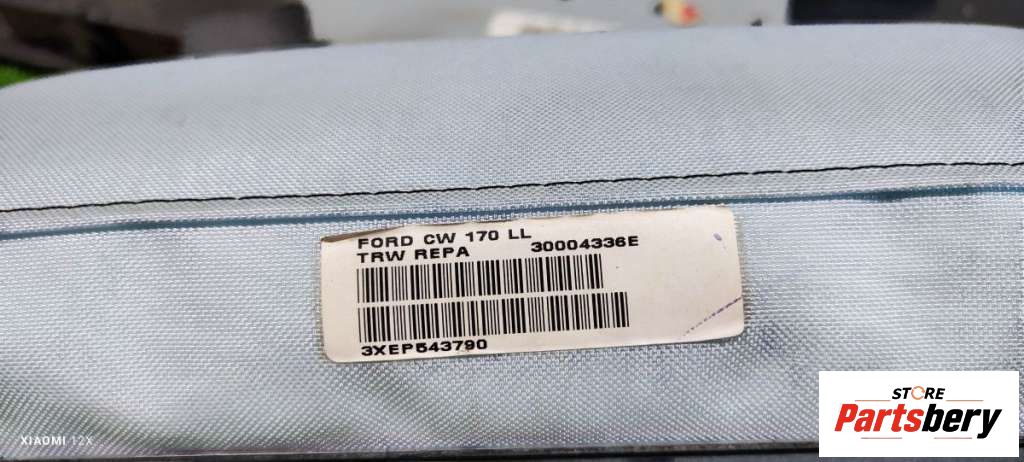 FORD CW 170 LL
TRW REPA 30004336E
3XEP543790
XIAOMI 12X
STORE
Partsbery